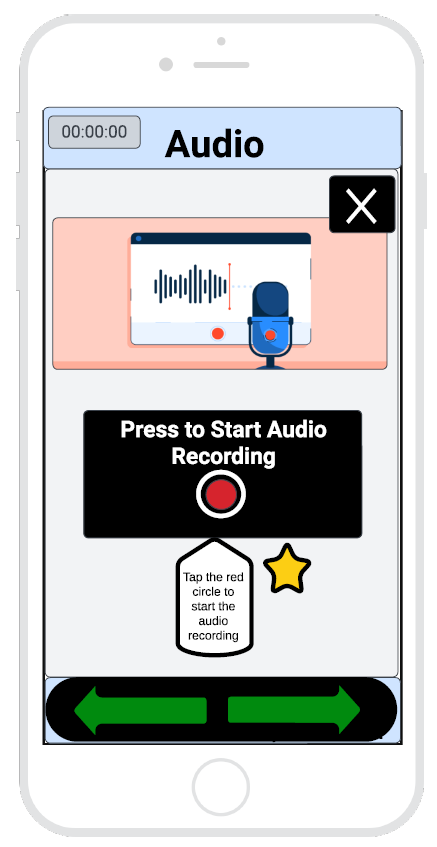 00:00:00
Audio
X
Press to Start Audio
Recording
Tap the red
circle to
start the
audio
recording